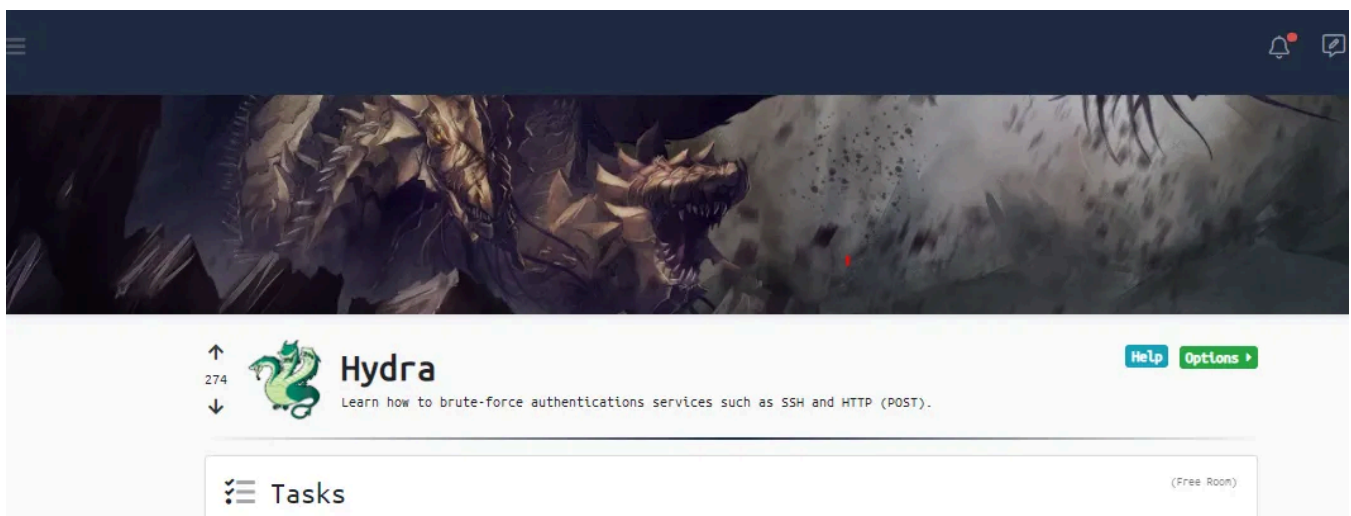 274
Hydra
Help
Options
Learn how to brute-force authentications services such as SSH and HTTP (POST).
Tasks
(Free Room)